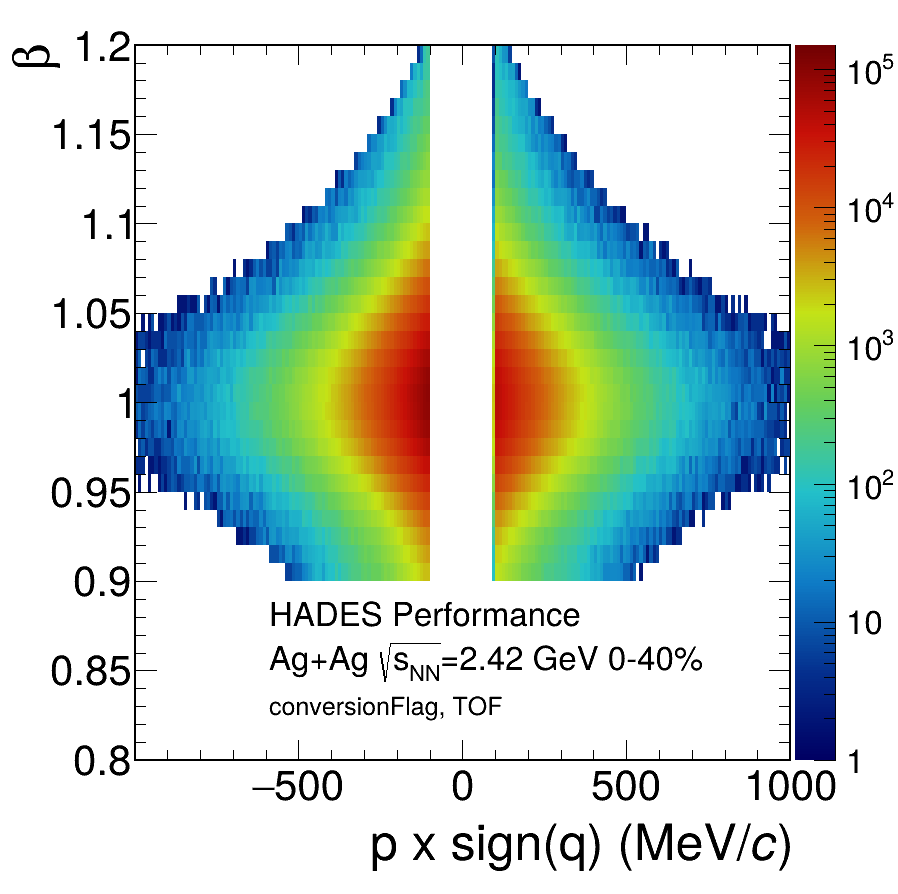 β
1.2
1.15
1.1
1.05
1
0.95
0.9
0.85
0.8
HADES Performance
Ag+Ag √sNN=2.42 GeV 0-40%
conversionFlag, TOF
−500 0 500 1000
p x sign(q) (MeV/c)
10⁵
10⁴
10³
10²
10
1